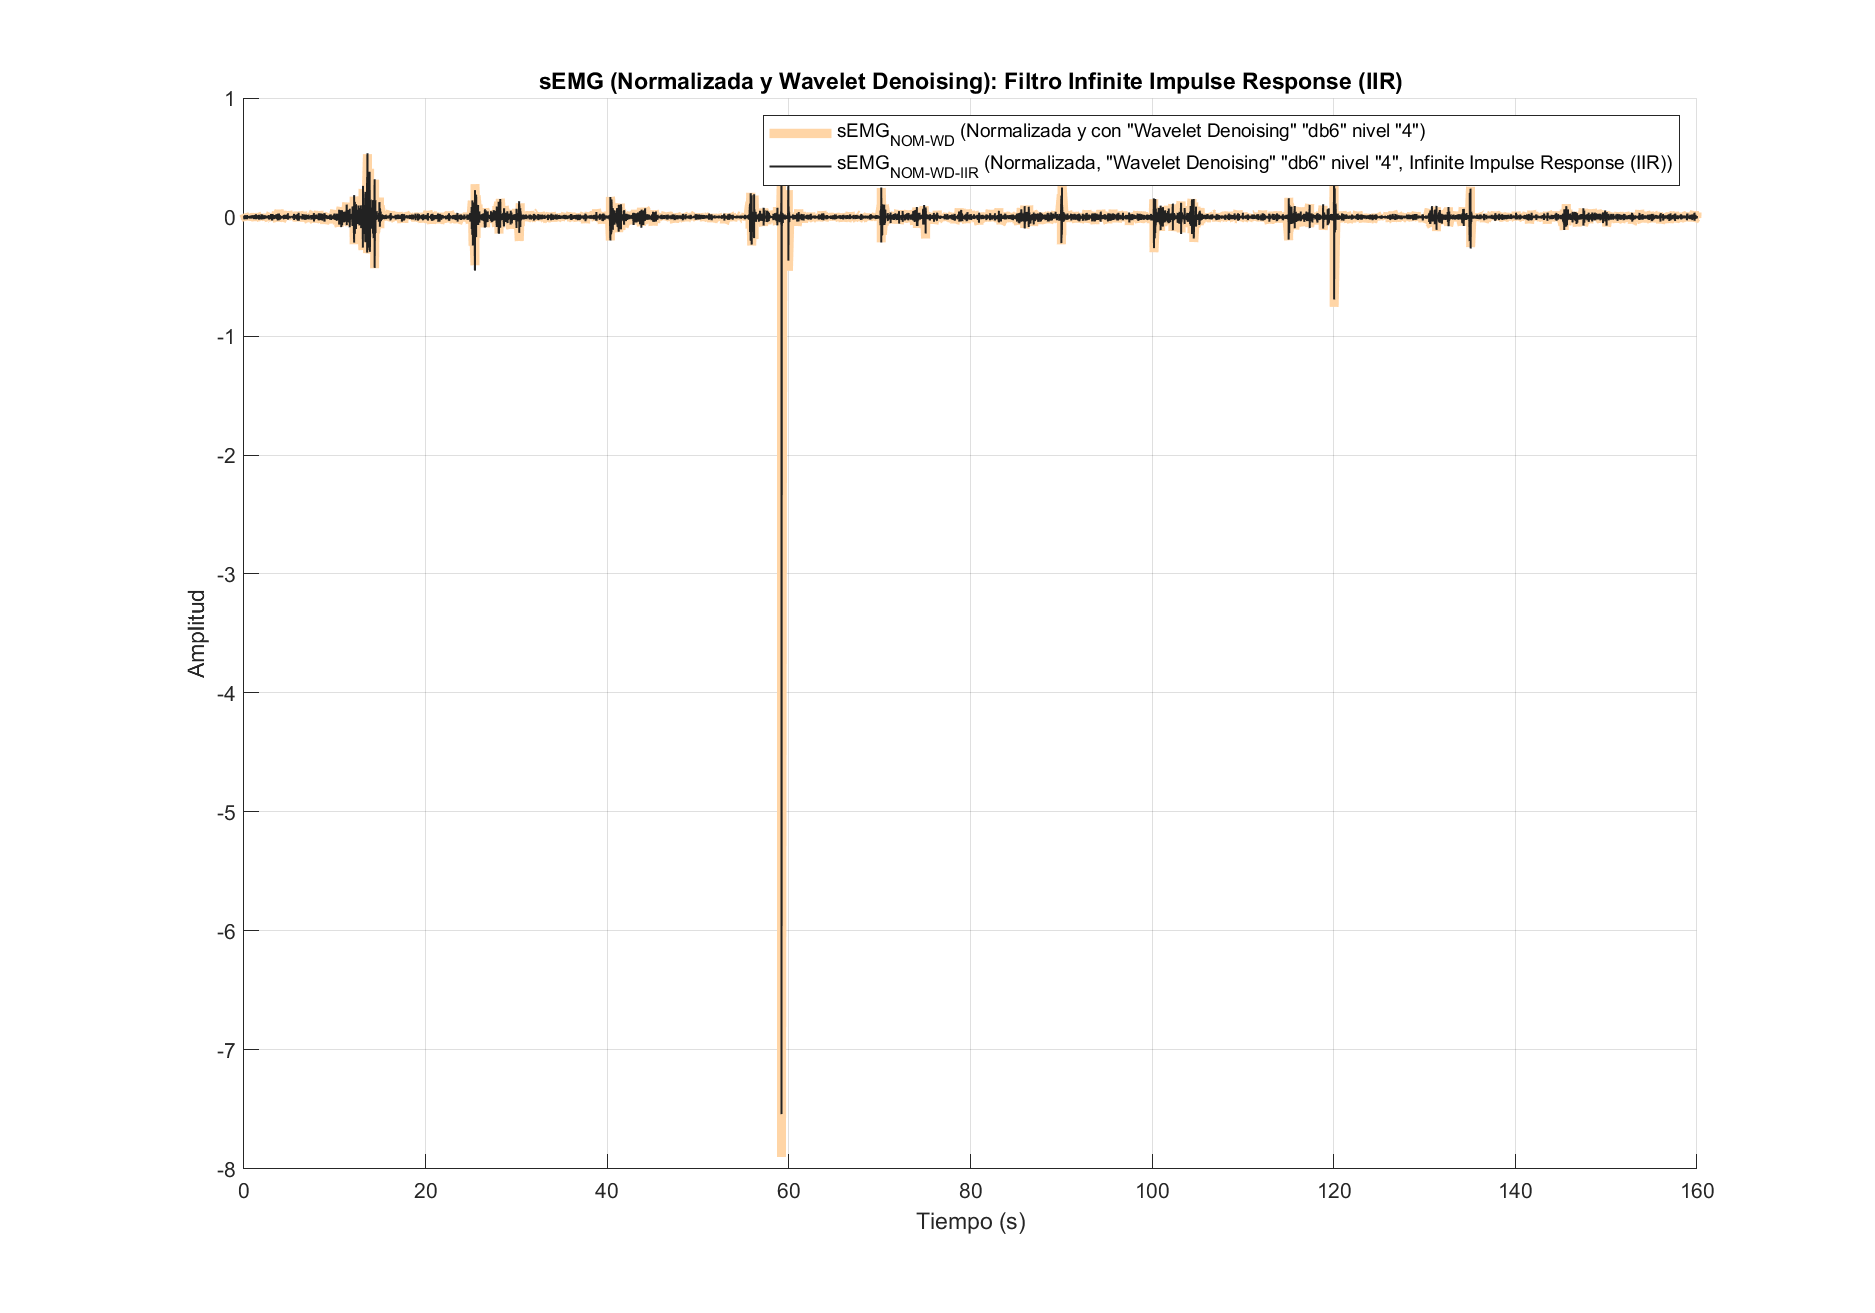 sEMG (Normalizada y Wavelet Denoising): Filtro Infinite Impulse Response (IIR)
sEMG_NOM-WD (Normalizada y con "Wavelet Denoising" "db6" nivel "4")
sEMG_NOM-WD-IIR (Normalizada, "Wavelet Denoising" "db6" nivel "4", Infinite Impulse Response (IIR))
1
0
-1
-2
-3
-4
-5
-6
-7
-8
Amplitud
0 20 40 60 80 100 120 140 160
Tiempo (s)